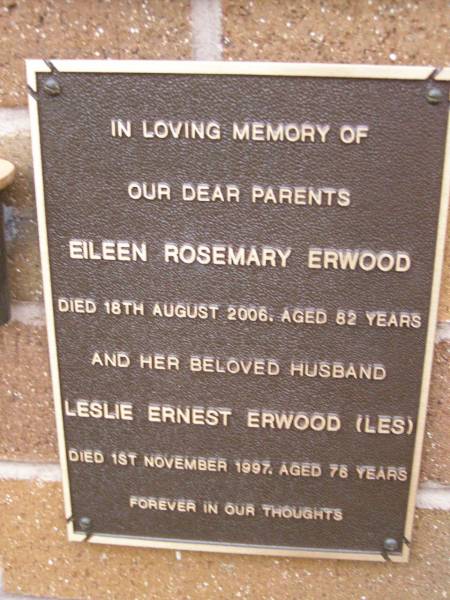 IN LOVING MEMORY OF
OUR DEAR PARENTS
EILEEN ROSEMARY ERWOOD
DIED 18TH AUGUST 2006. AGED 82 YEARS
AND HER BELOVED HUSBAND
LESLIE ERNEST ERWOOD (LES)
DIED 1ST NOVEMBER 1997. AGED 76 YEARS
FOREVER IN OUR THOUGHTS